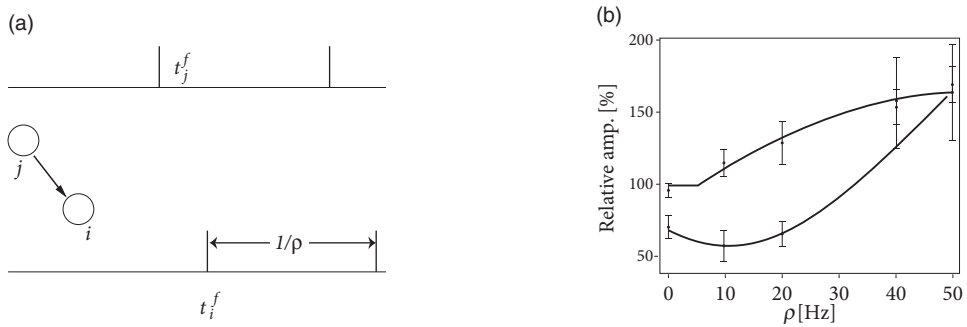 (a)
t_j^f
j
i
1/ρ
t_i^f
(b)
Relative amp. [%]
200
150
100
50
0 10 20 30 40 50
ρ [Hz]